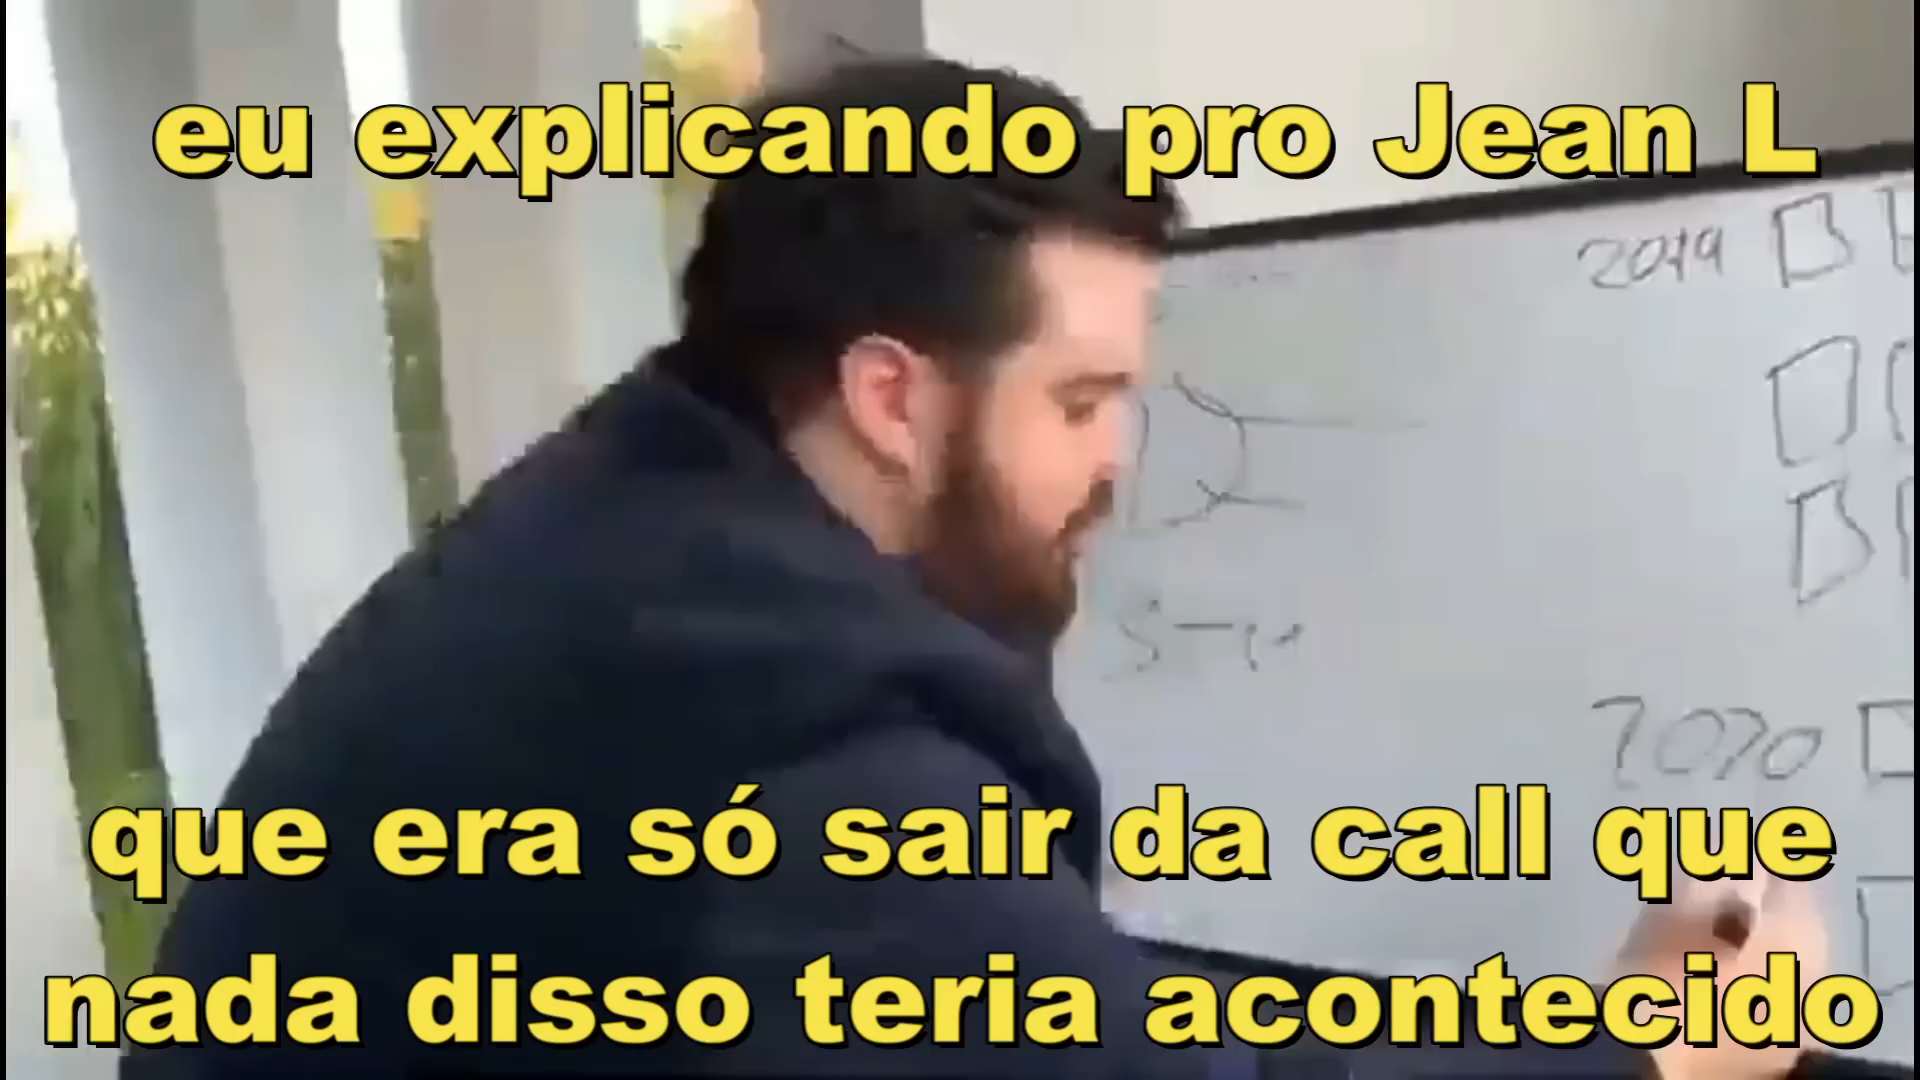 eu explicando pro Jean L
2019
2020
que era só sair da call que
nada disso teria acontecido